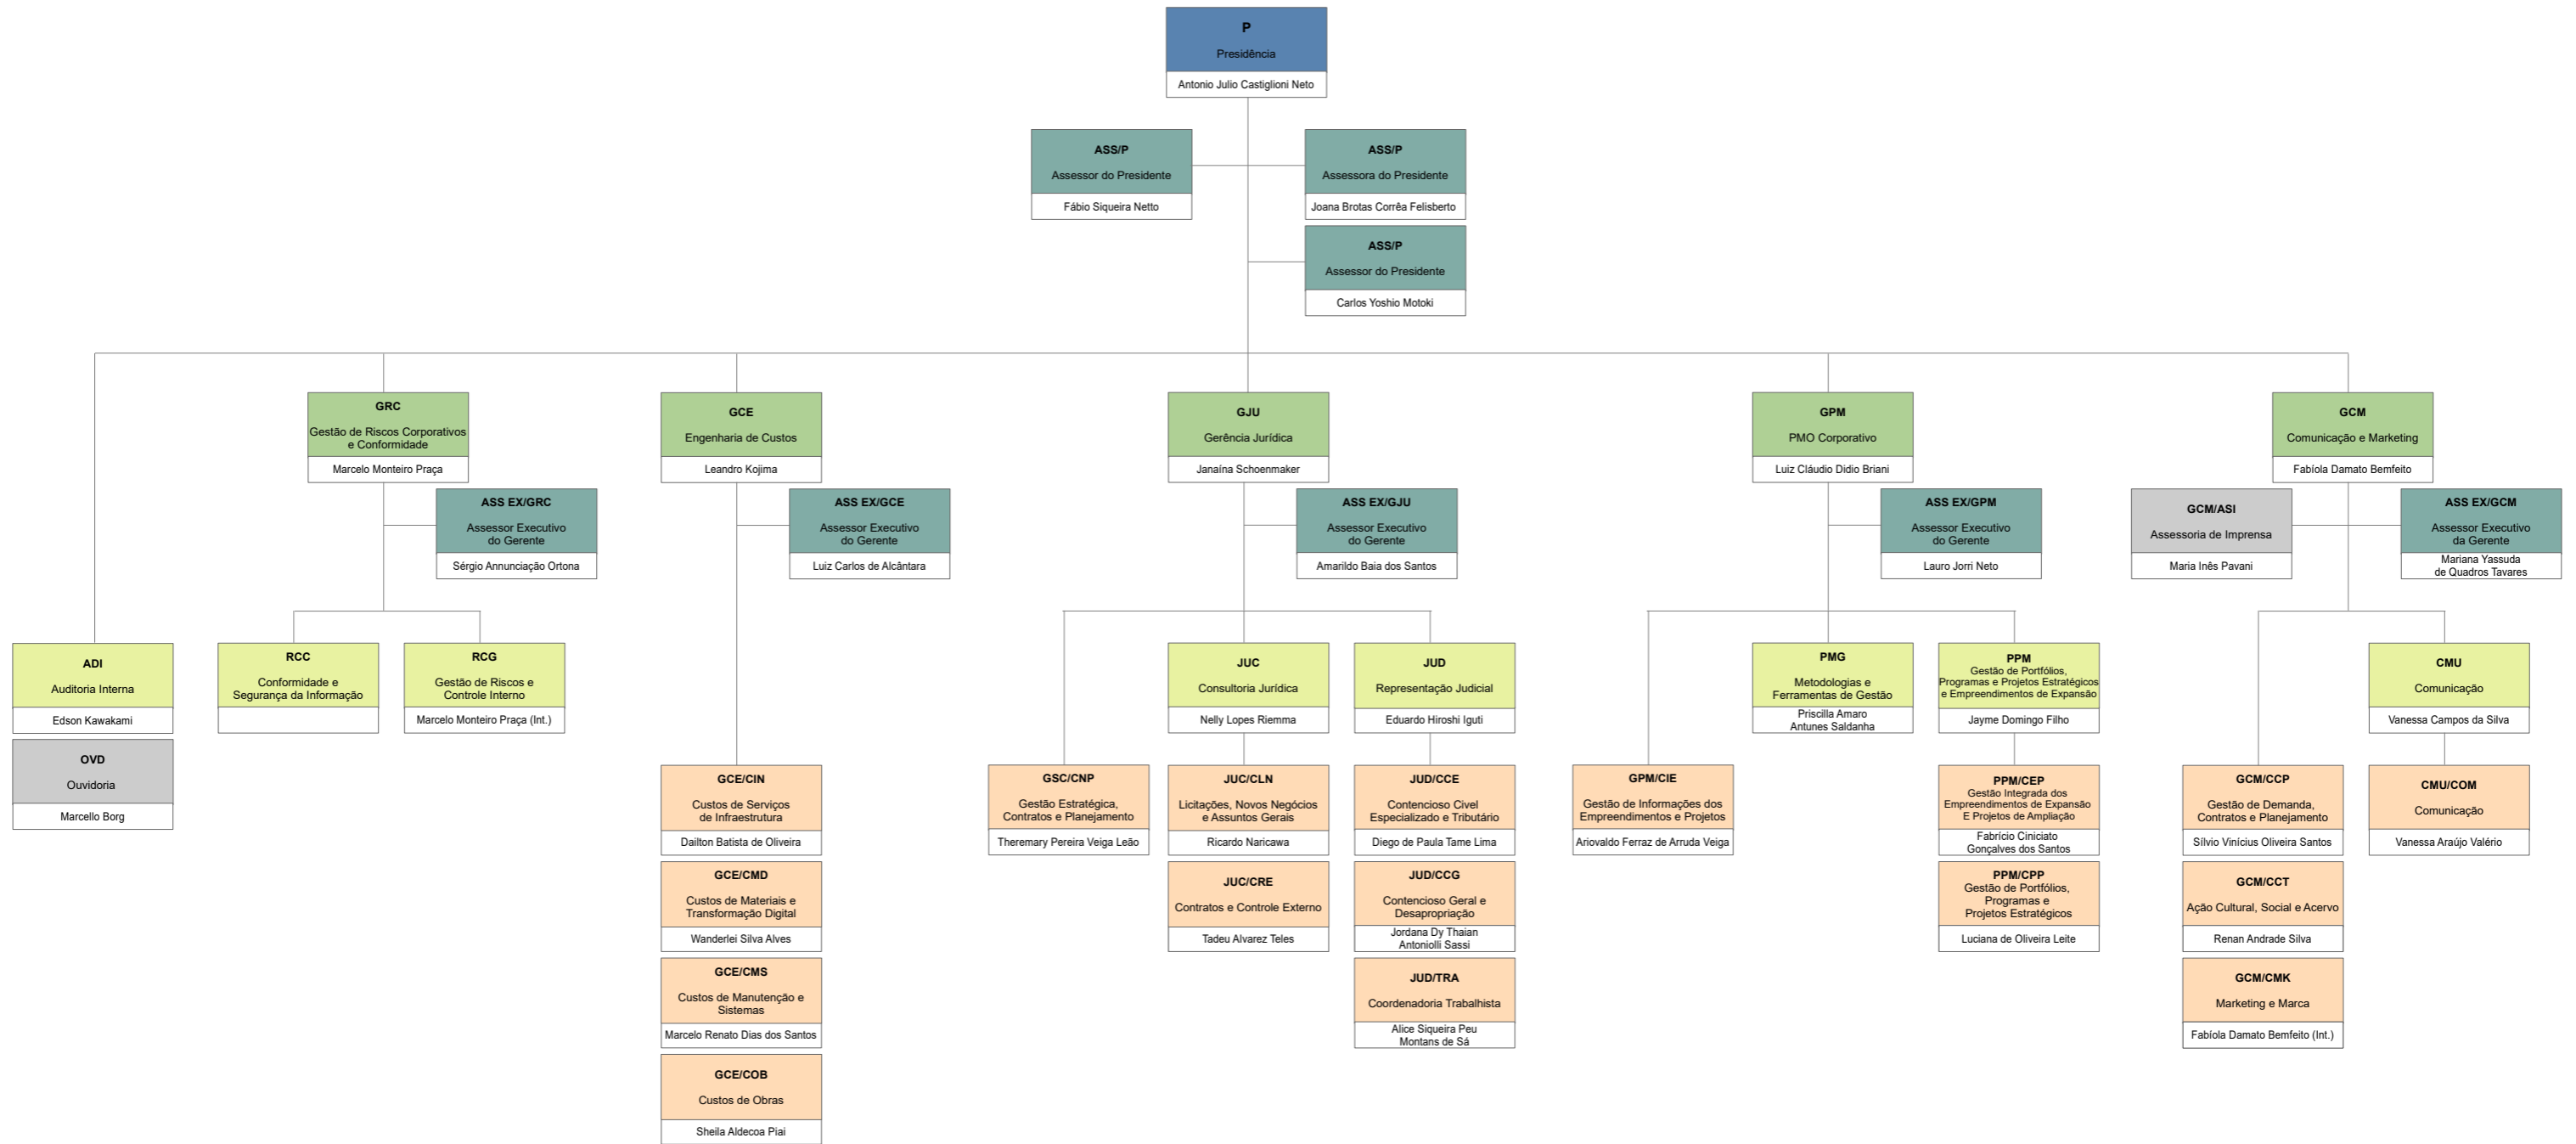 P
Presidência
Antonio Julio Castiglioni Neto
ASS/P
Assessor do Presidente
Fábio Siqueira Netto
ASS/P
Assessora do Presidente
Joana Brotas Corrêa Felisberto
ASS/P
Assessor do Presidente
Carlos Yoshio Motoki
GRC
Gestão de Riscos Corporativos
e Conformidade
Marcelo Monteiro Praça
GCE
Engenharia de Custos
Leandro Kojima
GJU
Gerência Jurídica
Janaína Schoenmaker
GPM
PMO Corporativo
Luiz Cláudio Didio Briani
GCM
Comunicação e Marketing
Fabíola Damato Bemfeito
ASS EX/GRC
Assessor Executivo
do Gerente
Sérgio Annunciação Ortona
ASS EX/GCE
Assessor Executivo
do Gerente
Luiz Carlos de Alcântara
ASS EX/GJU
Assessor Executivo
do Gerente
Amarildo Baia dos Santos
ASS EX/GPM
Assessor Executivo
do Gerente
Lauro Jorri Neto
GCM/ASI
Assessoria de Imprensa
Maria Inês Pavani
ASS EX/GCM
Assessor Executivo
da Gerente
Mariana Yassuda
de Quadros Tavares
ADI
Auditoria Interna
Edson Kawakami
OVD
Ouvidoria
Marcello Borg
RCC
Conformidade e
Segurança da Informação
RCG
Gestão de Riscos e
Controle Interno
Marcelo Monteiro Praça (Int.)
JUC
Consultoria Jurídica
Nelly Lopes Riemma
JUD
Representação Judicial
Eduardo Hiroshi Iguti
PMG
Metodologias e
Ferramentas de Gestão
Priscilla Amaro
Antunes Saldanha
PPM
Gestão de Portfólios,
Programas e Projetos Estratégicos
e Empreendimentos de Expansão
Jayme Domingo Filho
CMU
Comunicação
Vanessa Campos da Silva
GCE/CIN
Custos de Serviços
de Infraestrutura
Dailton Batista de Oliveira
GCE/CMD
Custos de Materiais e
Transformação Digital
Wanderlei Silva Alves
GCE/CMS
Custos de Manutenção e
Sistemas
Marcelo Renato Dias dos Santos
GCE/COB
Custos de Obras
Sheila Aldecoa Piai
GSC/CNP
Gestão Estratégica,
Contratos e Planejamento
Theremary Pereira Veiga Leão
JUC/CLN
Licitações, Novos Negócios
e Assuntos Gerais
Ricardo Naricawa
JUC/CRE
Contratos e Controle Externo
Tadeu Alvarez Teles
JUD/CCE
Contencioso Civel
Especializado e Tributário
Diego de Paula Tame Lima
JUD/CCG
Contencioso Geral e
Desapropriação
Jordana Dy Thaian
Antoniolli Sassi
JUD/TRA
Coordenadoria Trabalhista
Alice Siqueira Peu
Montans de Sá
GPM/CIE
Gestão de Informações dos
Empreendimentos e Projetos
Ariovaldo Ferraz de Arruda Veiga
PPM/CEP
Gestão Integrada dos
Empreendimentos de Expansão
E Projetos de Ampliação
Fabrício Ciniciato
Gonçalves dos Santos
PPM/CPP
Gestão de Portfólios,
Programas e
Projetos Estratégicos
Luciana de Oliveira Leite
GCM/CCP
Gestão de Demanda,
Contratos e Planejamento
Sílvio Vinícius Oliveira Santos
GCM/CCT
Ação Cultural, Social e Acervo
Renan Andrade Silva
GCM/CMK
Marketing e Marca
Fabíola Damato Bemfeito (Int.)
CMU/COM
Comunicação
Vanessa Araújo Valério